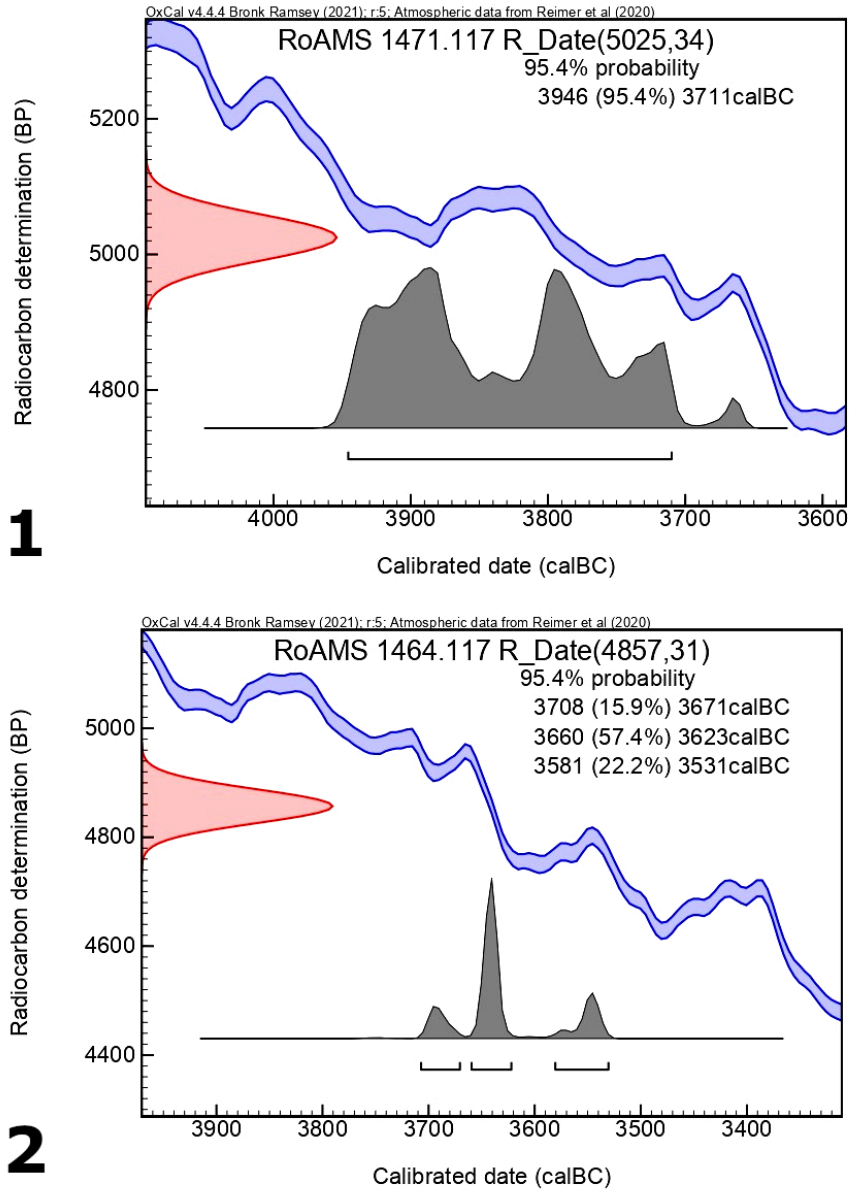 OxCal v4.4.4 Bronk Ramsey (2021); r:5; Atmospheric data from Reimer et al (2020)
RoAMS 1471.117 R_Date(5025,34)
95.4% probability
3946 (95.4%) 3711calBC
Radiocarbon determination (BP)
5200
5000
4800
4000 3900 3800 3700 3600
Calibrated date (calBC)
1
OxCal v4.4.4 Bronk Ramsey (2021); r:5; Atmospheric data from Reimer et al (2020)
RoAMS 1464.117 R_Date(4857,31)
95.4% probability
3708 (15.9%) 3671calBC
3660 (57.4%) 3623calBC
3581 (22.2%) 3531calBC
Radiocarbon determination (BP)
5000
4800
4600
4400
3900 3800 3700 3600 3500 3400
Calibrated date (calBC)
2